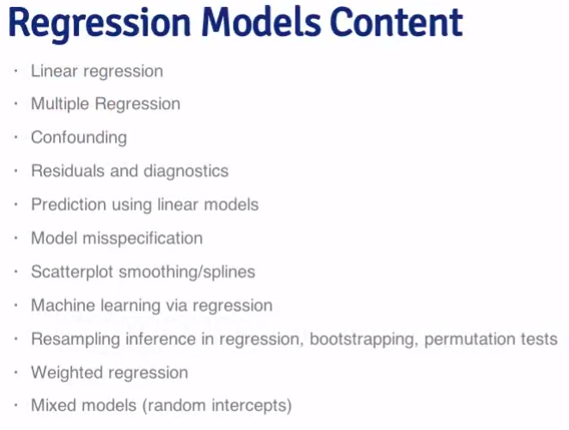 Regression Models Content
· Linear regression
· Multiple Regression
· Confounding
· Residuals and diagnostics
· Prediction using linear models
· Model misspecification
· Scatterplot smoothing/splines
· Machine learning via regression
· Resampling inference in regression, bootstrapping, permutation tests
· Weighted regression
· Mixed models (random intercepts)